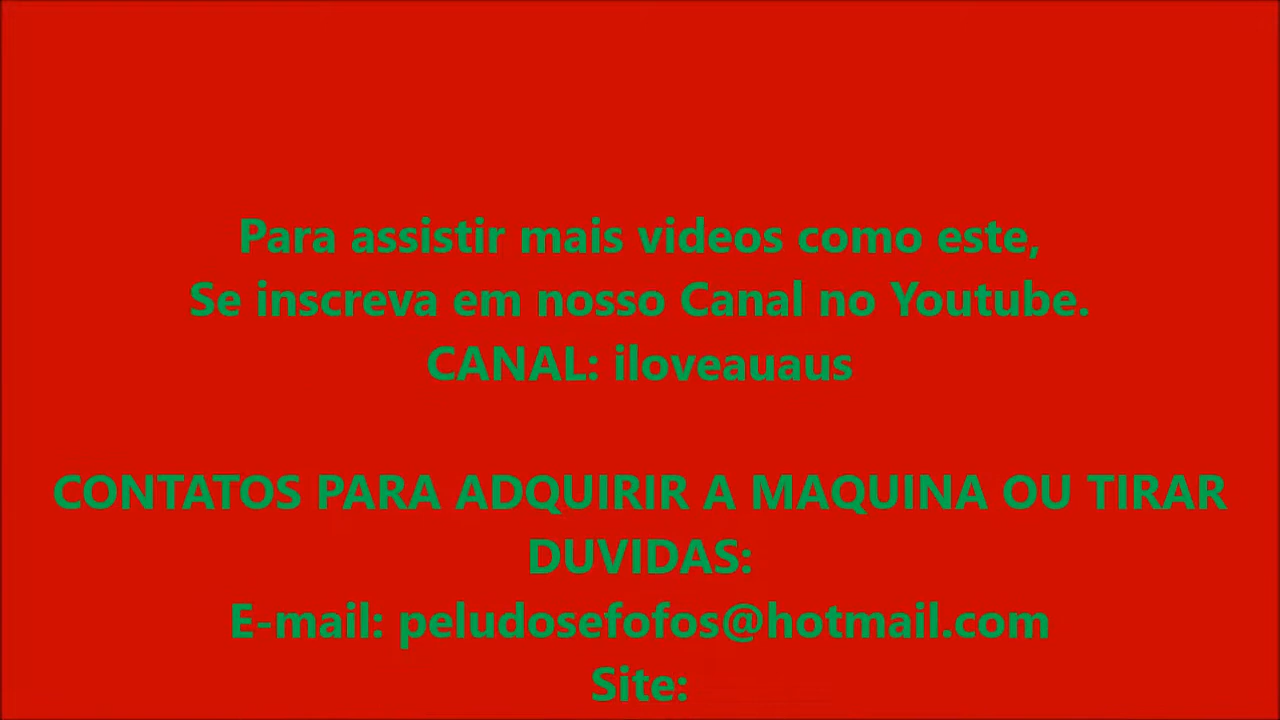 Para assistir mais videos como este,
Se inscreva em nosso Canal no Youtube.
CANAL: iloveauaus
CONTATOS PARA ADQUIRIR A MAQUINA OU TIRAR
DUVIDAS:
E-mail: peludosefofos@hotmail.com
Site: